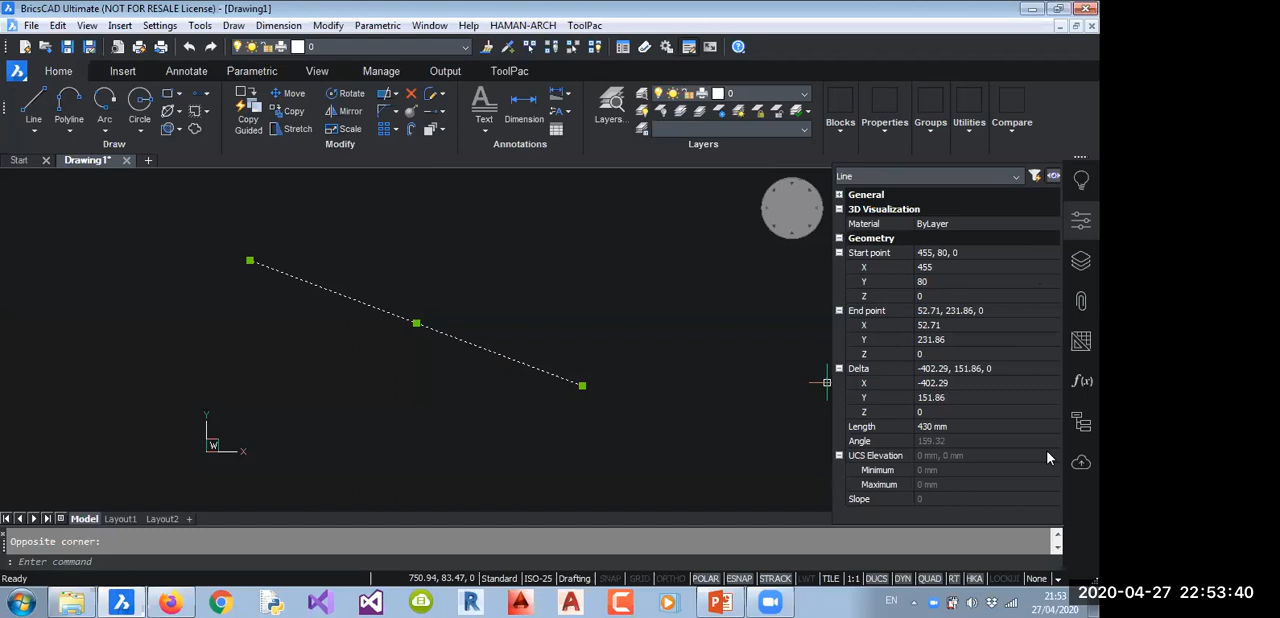 BricsCAD Ultimate (NOT FOR RESALE License) - [Drawing1]
File Edit View Insert Settings Tools Draw Dimension Modify Parametric Window Help HAMAN-ARCH ToolPac
0
Home Insert Annotate Parametric View Manage Output ToolPac
Line Polyline Arc Circle
Copy Guided
Move Rotate
Copy Mirror
Stretch Scale
Text Dimension
Layers...
0
Blocks Properties Groups Utilities Compare
Draw Modify Annotations Layers
Start Drawing1*
Line
General
3D Visualization
Material ByLayer
Geometry
Start point 455, 80, 0
X 455
Y 80
Z 0
End point 52.71, 231.86, 0
X 52.71
Y 231.86
Z 0
Delta -402.29, 151.86, 0
X -402.29
Y 151.86
Z 0
Length 430 mm
Angle 159.32
UCS Elevation 0 mm, 0 mm
Minimum 0 mm
Maximum 0 mm
Slope 0
f(x)
Y
W
X
Model Layout1 Layout2 +
Opposite corner:
: Enter command
Ready 750.94, 83.47, 0 Standard ISO-25 Drafting SNAP GRID ORTHO POLAR ESNAP STRACK LWT TILE 1:1 DUCS DYN QUAD RT HKA LOCKUI None
EN
21:53
27/04/2020
2020-04-27 22:53:40